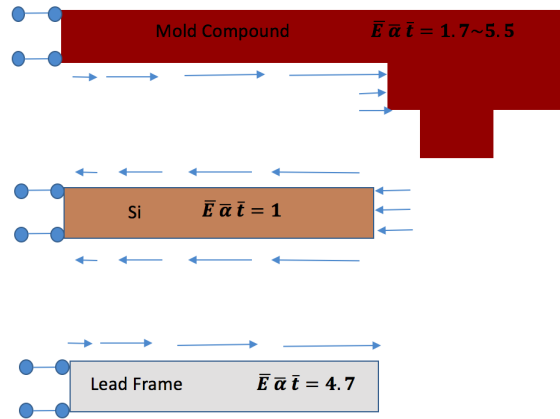 Mold Compound E̅ α̅ t̅ = 1.7~5.5
Si E̅ α̅ t̅ = 1
Lead Frame E̅ α̅ t̅ = 4.7